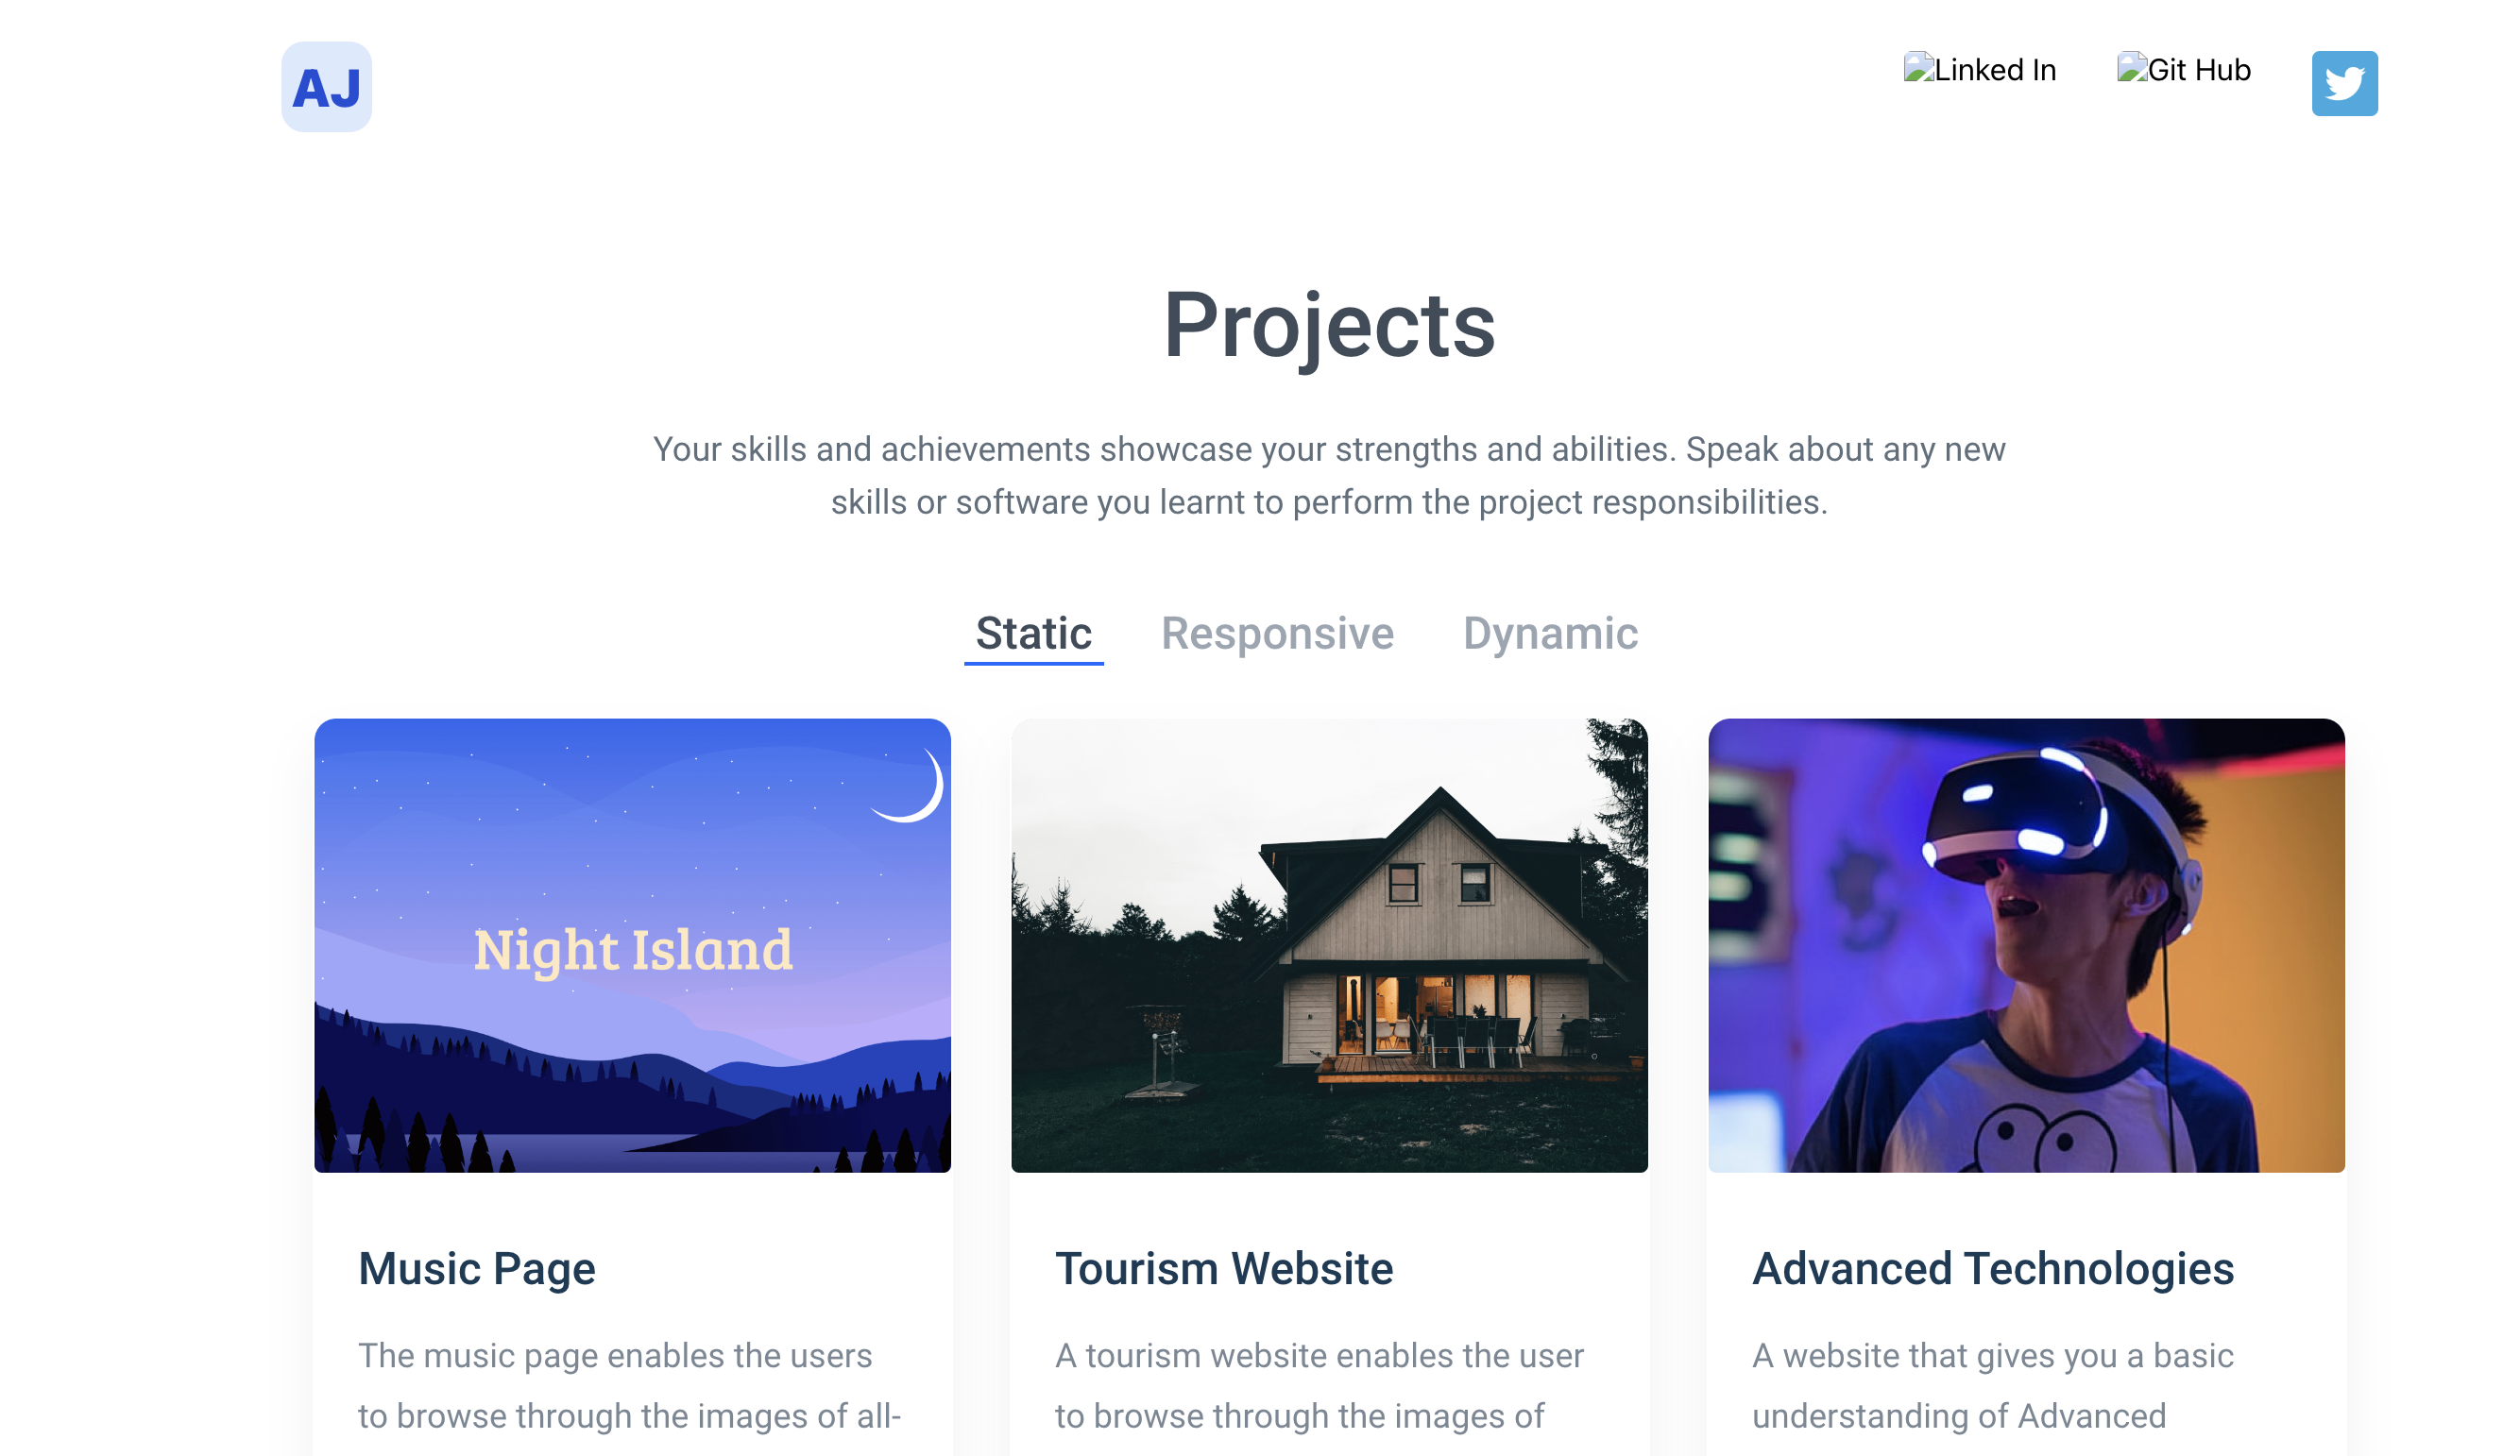 AJ
Linked In
Git Hub
Projects
Your skills and achievements showcase your strengths and abilities. Speak about any new
skills or software you learnt to perform the project responsibilities.
Static
Responsive
Dynamic
Night Island
Music Page
The music page enables the users
to browse through the images of all-
Tourism Website
A tourism website enables the user
to browse through the images of
Advanced Technologies
A website that gives you a basic
understanding of Advanced